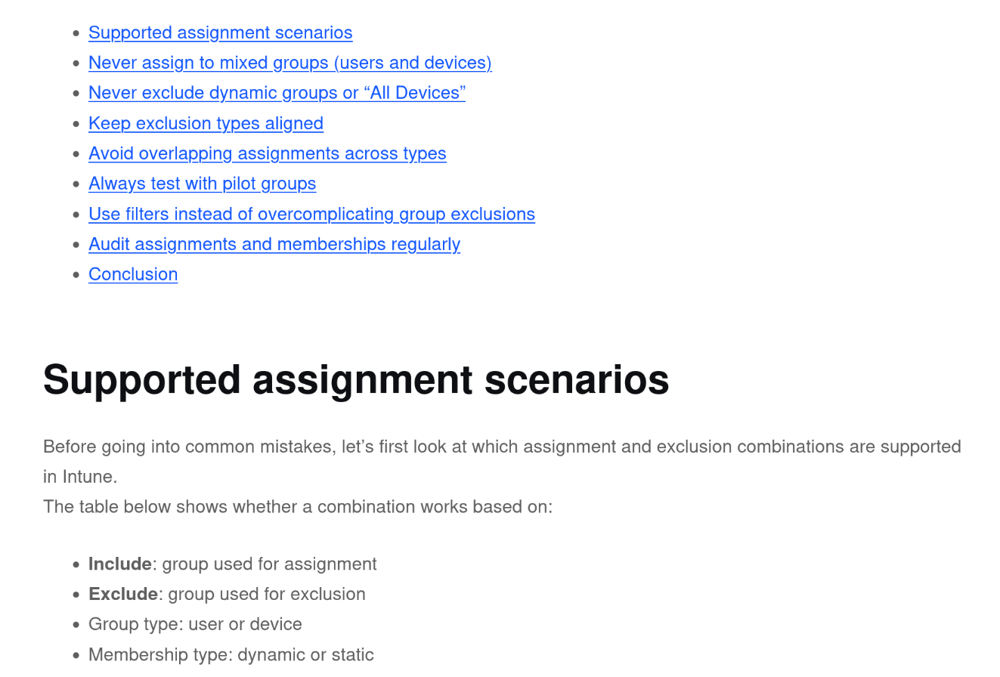 Supported assignment scenarios
Never assign to mixed groups (users and devices)
Never exclude dynamic groups or “All Devices”
Keep exclusion types aligned
Avoid overlapping assignments across types
Always test with pilot groups
Use filters instead of overcomplicating group exclusions
Audit assignments and memberships regularly
Conclusion
Supported assignment scenarios
Before going into common mistakes, let’s first look at which assignment and exclusion combinations are supported
in Intune.
The table below shows whether a combination works based on:
Include: group used for assignment
Exclude: group used for exclusion
Group type: user or device
Membership type: dynamic or static